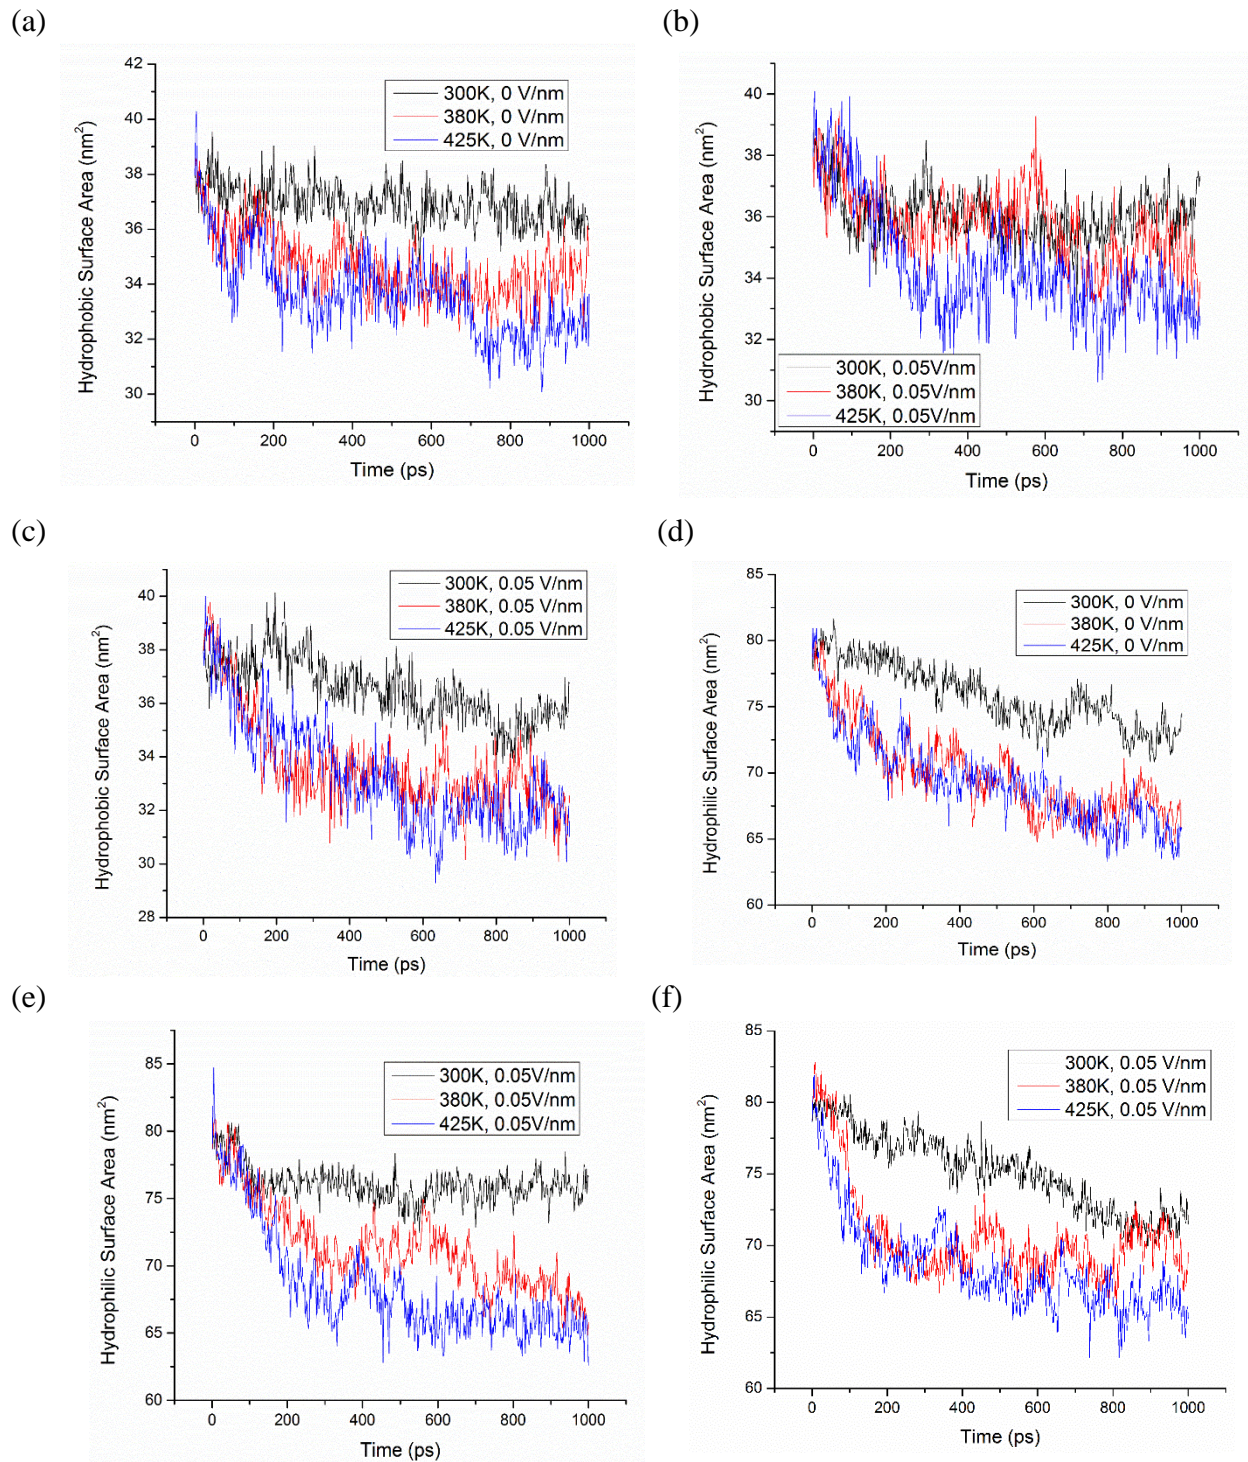 (a)
42
40
38
36
34
32
30
Hydrophobic Surface Area (nm²)
300K, 0 V/nm
380K, 0 V/nm
425K, 0 V/nm
0 200 400 600 800 1000
Time (ps)
(b)
40
38
36
34
32
30
Hydrophobic Surface Area (nm²)
300K, 0.05V/nm
380K, 0.05V/nm
425K, 0.05V/nm
0 200 400 600 800 1000
Time (ps)
(c)
40
38
36
34
32
30
28
Hydrophobic Surface Area (nm²)
300K, 0.05 V/nm
380K, 0.05 V/nm
425K, 0.05 V/nm
0 200 400 600 800 1000
Time (ps)
(d)
85
80
75
70
65
60
Hydrophilic Surface Area (nm²)
300K, 0 V/nm
380K, 0 V/nm
425K, 0 V/nm
0 200 400 600 800 1000
Time (ps)
(e)
85
80
75
70
65
60
Hydrophilic Surface Area (nm²)
300K, 0.05V/nm
380K, 0.05V/nm
425K, 0.05V/nm
0 200 400 600 800 1000
Time (ps)
(f)
85
80
75
70
65
60
Hydrophilic Surface Area (nm²)
300K, 0.05 V/nm
380K, 0.05 V/nm
425K, 0.05 V/nm
0 200 400 600 800 1000
Time (ps)